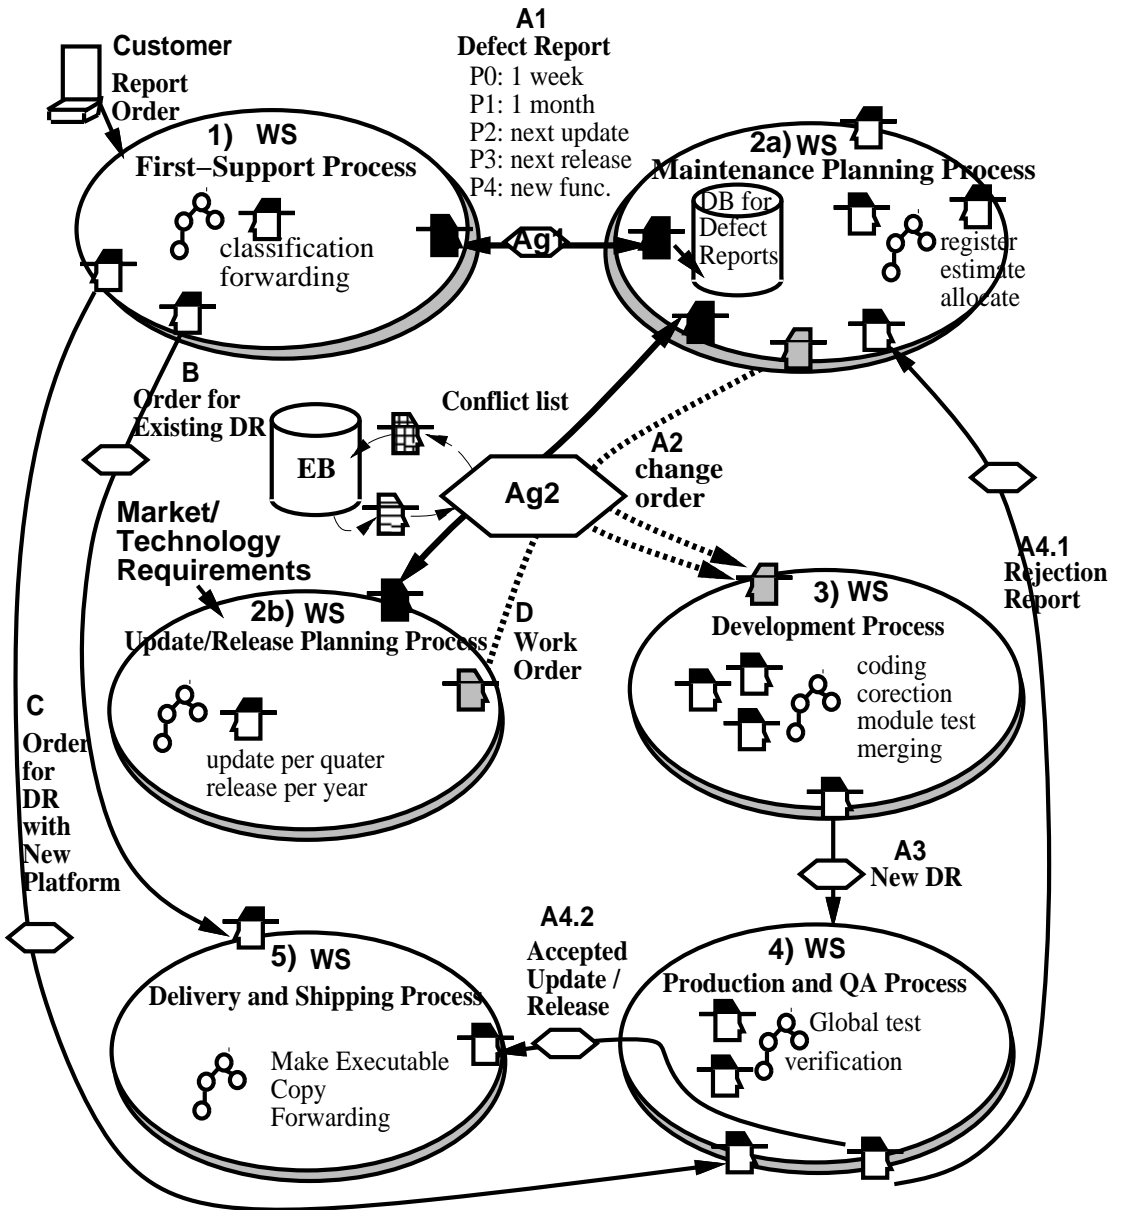 A1
Defect Report
P0: 1 week
P1: 1 month
P2: next update
P3: next release
P4: new func.
Customer
Report
Order
1) WS
First–Support Process
classification
forwarding
Ag1
2a) WS
Maintenance Planning Process
DB for
Defect
Reports
register
estimate
allocate
B
Order for
Existing DR
Conflict list
EB
Ag2
A2
change
order
Market/
Technology
Requirements
A4.1
Rejection
Report
2b) WS
Update/Release Planning Process
update per quater
release per year
D
Work
Order
3) WS
Development Process
coding
corection
module test
merging
C
Order
for
DR
with
New
Platform
A3
New DR
A4.2
Accepted
Update /
Release
5) WS
Delivery and Shipping Process
Make Executable
Copy
Forwarding
4) WS
Production and QA Process
Global test
verification